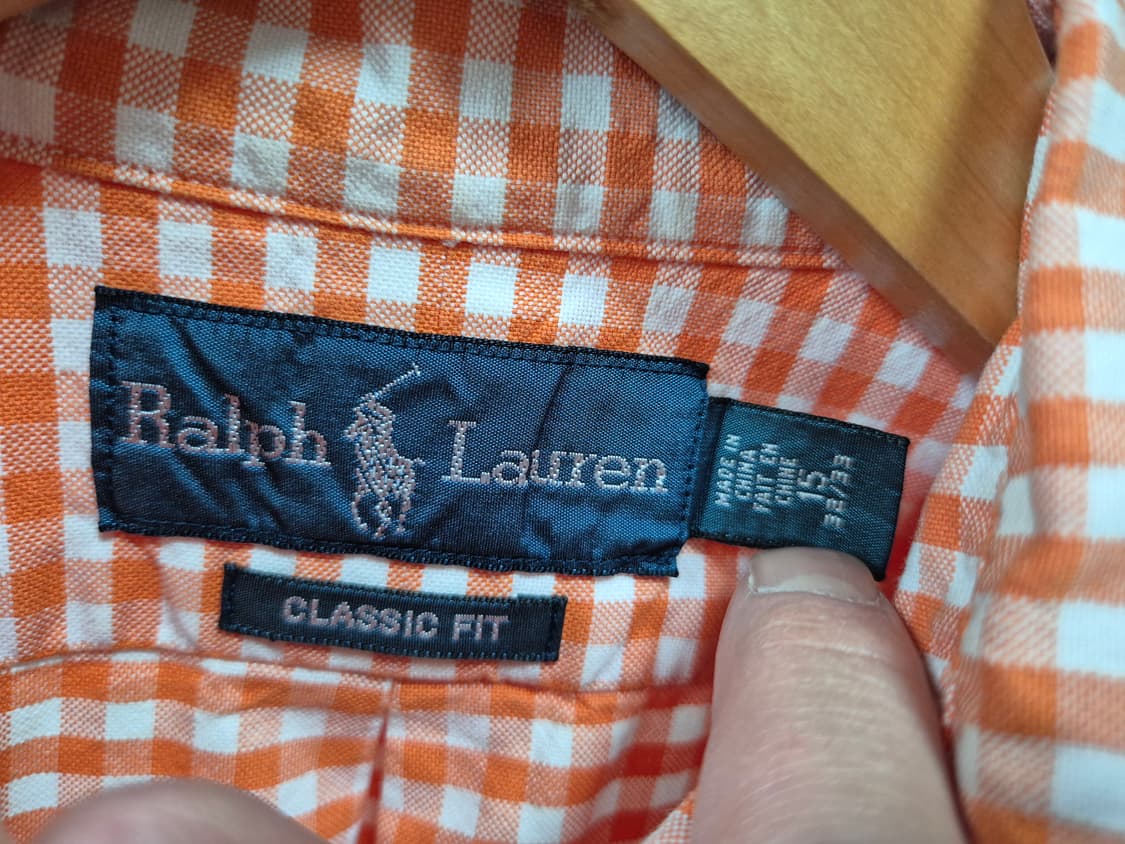 Ralph Lauren
CLASSIC FIT
MADE IN
CHINA
FAIT EN
CHINE
15
32/33